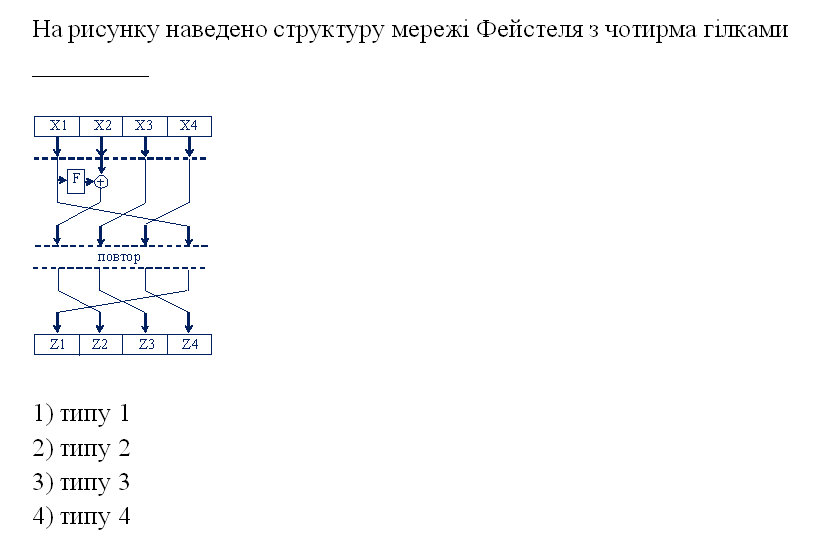 На рисунку наведено структуру мережі Фейстеля з чотирма гілками
__________
X1 X2 X3 X4
F +
повтор
Z1 Z2 Z3 Z4
1) типу 1
2) типу 2
3) типу 3
4) типу 4